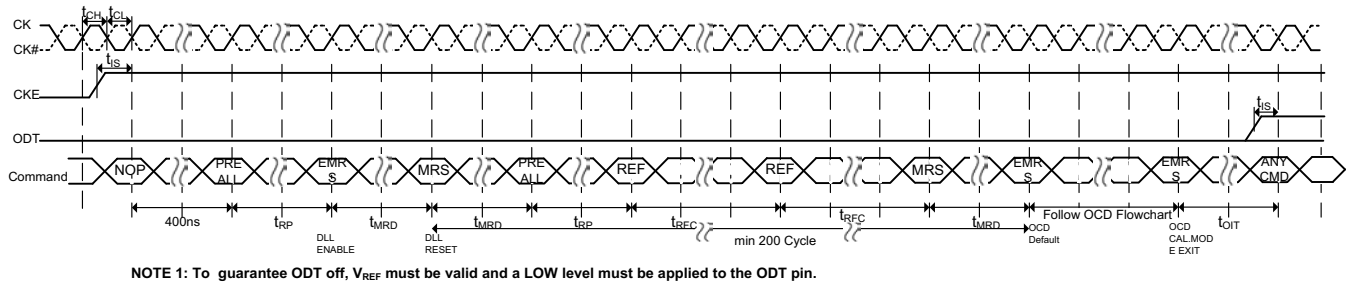 CK
tCH
tCL
CK#
tIS
CKE
tIS
ODT
Command
NOP
PRE
ALL
EMR
S
MRS
PRE
ALL
REF
REF
MRS
EMR
S
EMR
S
ANY
CMD
400ns
tRP
tMRD
tMRD
tRP
tRFC
tRFC
tMRD
Follow OCD Flowchart
tOIT
DLL
ENABLE
DLL
RESET
min 200 Cycle
OCD
Default
OCD
CAL.MOD
E EXIT
NOTE 1: To guarantee ODT off, VREF must be valid and a LOW level must be applied to the ODT pin.